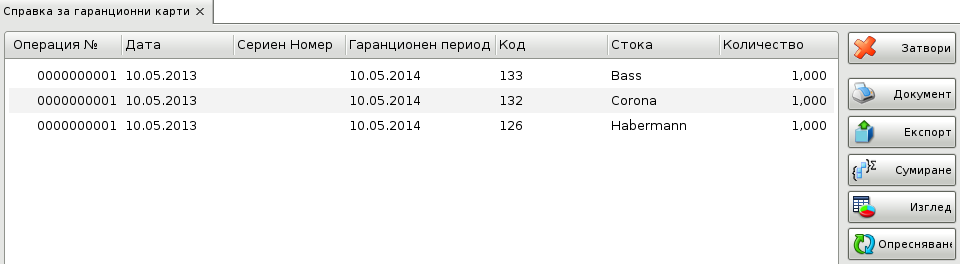 Справка за гаранционни карти ×
Операция № Дата Сериен Номер Гаранционен период Код Стока Количество
0000000001 10.05.2013 10.05.2014 133 Bass 1,000
0000000001 10.05.2013 10.05.2014 132 Corona 1,000
0000000001 10.05.2013 10.05.2014 126 Habermann 1,000
Затвори
Документ
Експорт
Сумиране
Изглед
Опресняване